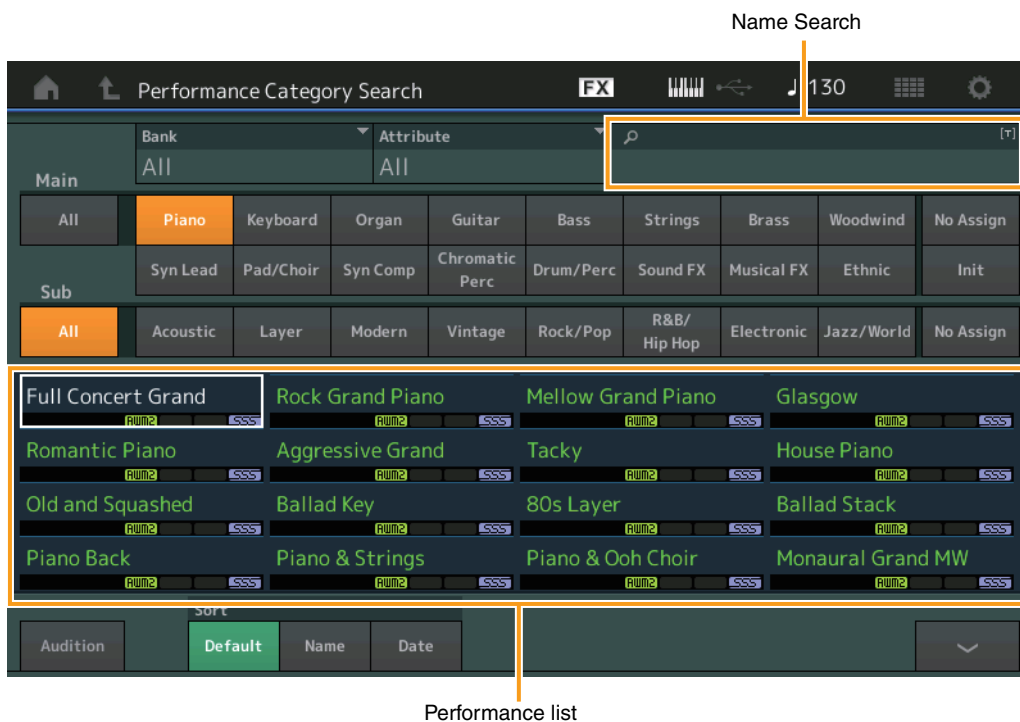 Name Search
Performance Category Search FX 130
Bank Attribute [T]
All All
Main
All Piano Keyboard Organ Guitar Bass Strings Brass Woodwind No Assign
Syn Lead Pad/Choir Syn Comp Chromatic Perc Drum/Perc Sound FX Musical FX Ethnic Init
Sub
All Acoustic Layer Modern Vintage Rock/Pop R&B/ Hip Hop Electronic Jazz/World No Assign
Full Concert Grand Rock Grand Piano Mellow Grand Piano Glasgow
AWM2 SSS AWM2 SSS AWM2 SSS AWM2 SSS
Romantic Piano Aggressive Grand Tacky House Piano
AWM2 SSS AWM2 SSS AWM2 SSS AWM2 SSS
Old and Squashed Ballad Key 80s Layer Ballad Stack
AWM2 SSS AWM2 SSS AWM2 SSS AWM2 SSS
Piano Back Piano & Strings Piano & Ooh Choir Monaural Grand MW
AWM2 SSS AWM2 SSS AWM2 SSS AWM2 SSS
Sort
Audition Default Name Date
Performance list